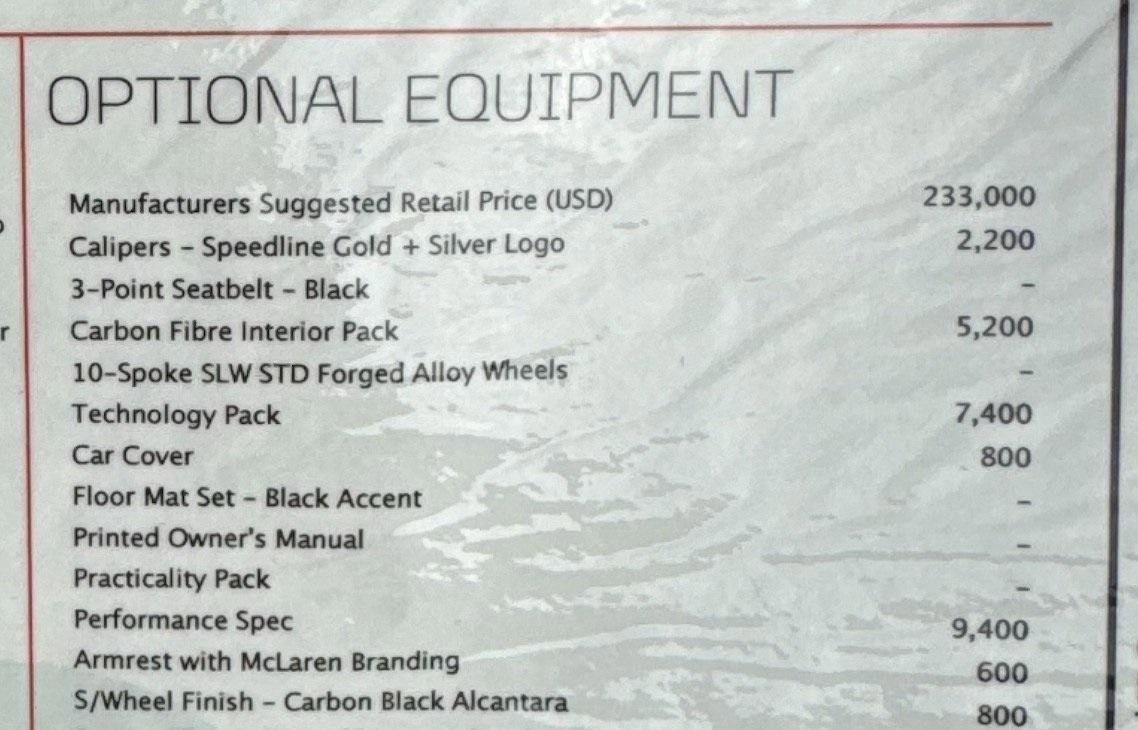 OPTIONAL EQUIPMENT
Manufacturers Suggested Retail Price (USD) 233,000
Calipers – Speedline Gold + Silver Logo 2,200
3-Point Seatbelt – Black –
Carbon Fibre Interior Pack 5,200
10-Spoke SLW STD Forged Alloy Wheels –
Technology Pack 7,400
Car Cover 800
Floor Mat Set – Black Accent –
Printed Owner's Manual –
Practicality Pack –
Performance Spec 9,400
Armrest with McLaren Branding 600
S/Wheel Finish – Carbon Black Alcantara 800